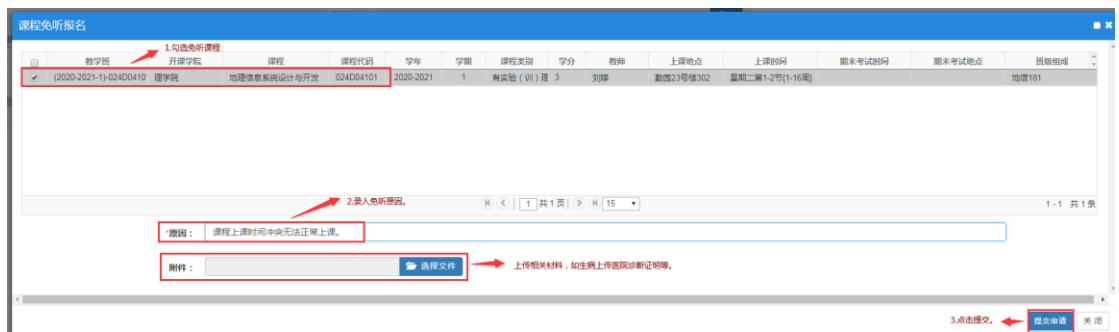 课程免听报名
1.勾选免听课程
教学班 开课学院 课程 课程代码 学年 学期 课程类别 学分 教师 上课地点 上课时间 期末考试时间 期末考试地点 班级组成
(2020-2021-1)-024D0410 理学院 地理信息系统设计与开发 024D04101 2020-2021 1 有实验（训）理 3 刘婷 勤园23号楼302 星期二第1-2节{1-16周} 地信181
2.录入免听原因。
1 共1页 15 1-1 共1条
*原因： 课程上课时间冲突无法正常上课。
附件： 选择文件 上传相关材料，如生病上传医院诊断证明等。
3.点击提交。 提交申请 关闭